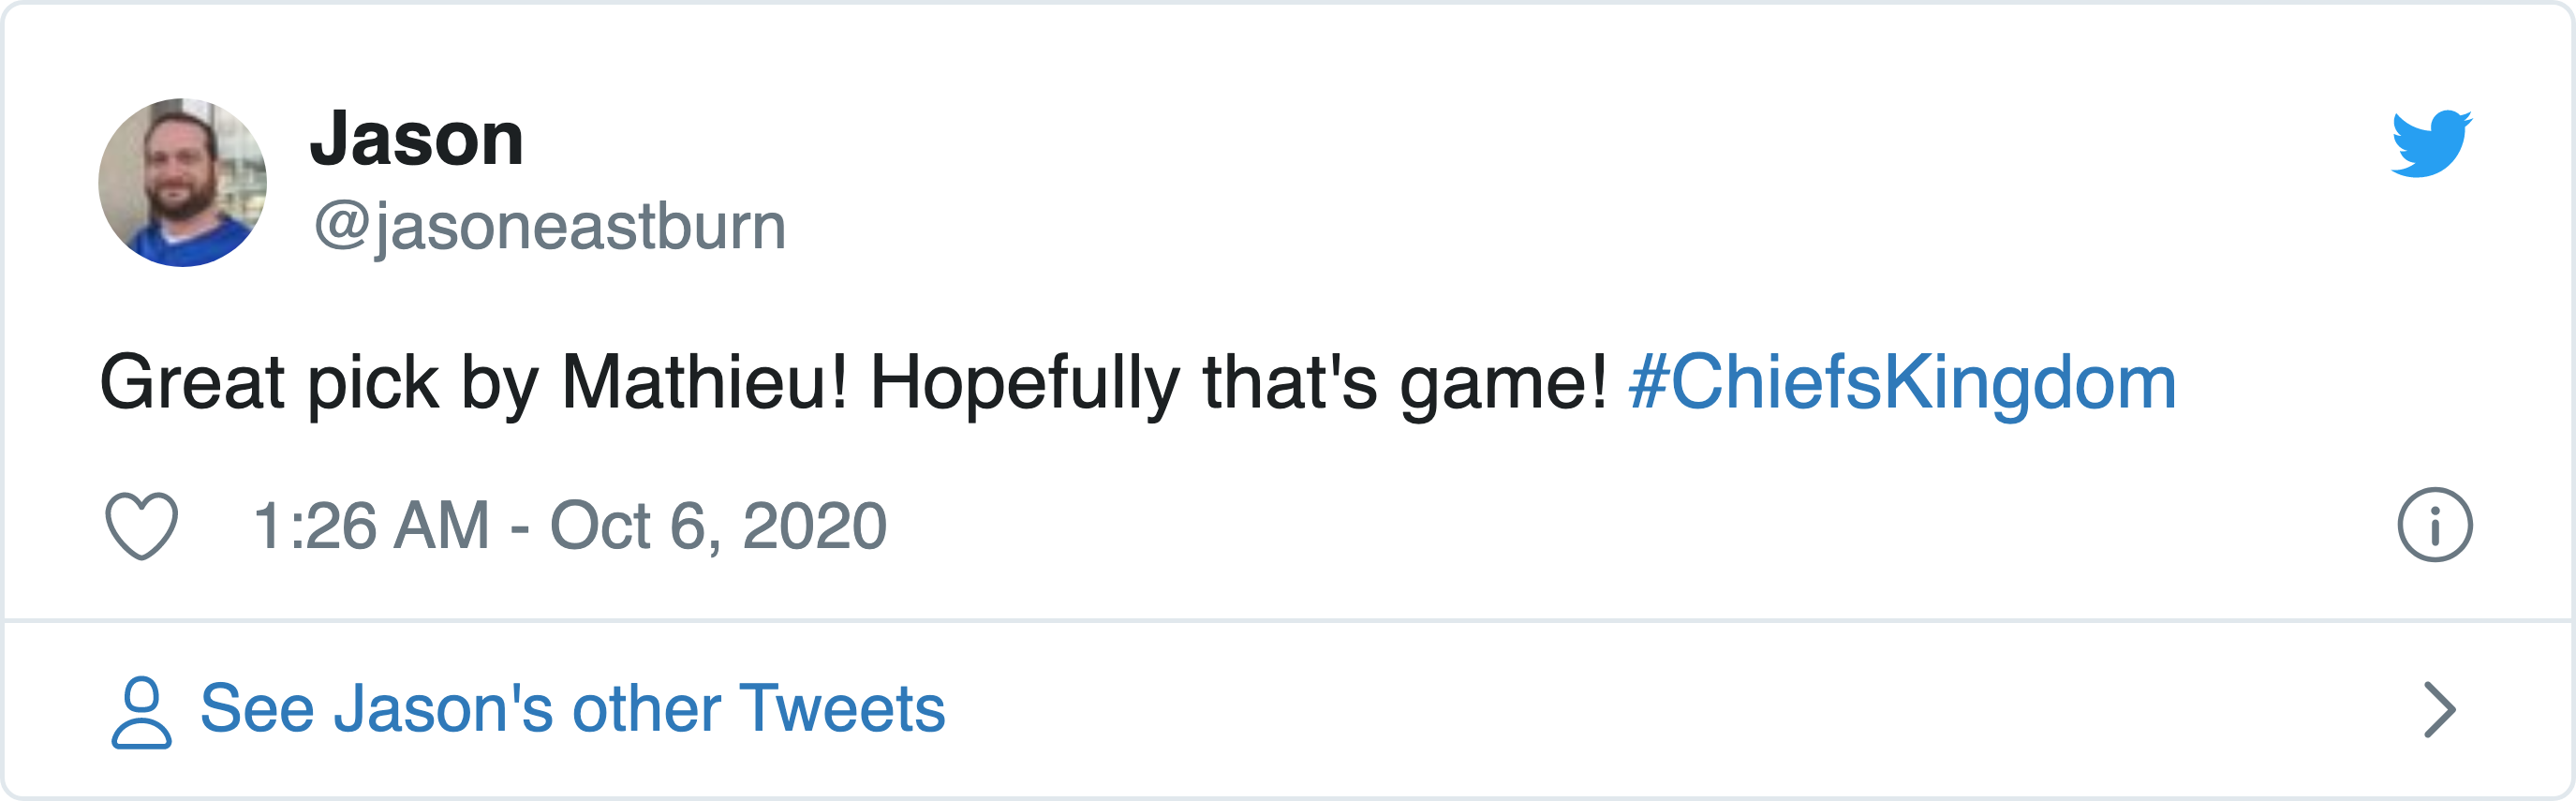 Jason
@jasoneastburn
Great pick by Mathieu! Hopefully that's game! #ChiefsKingdom
1:26 AM - Oct 6, 2020
See Jason's other Tweets